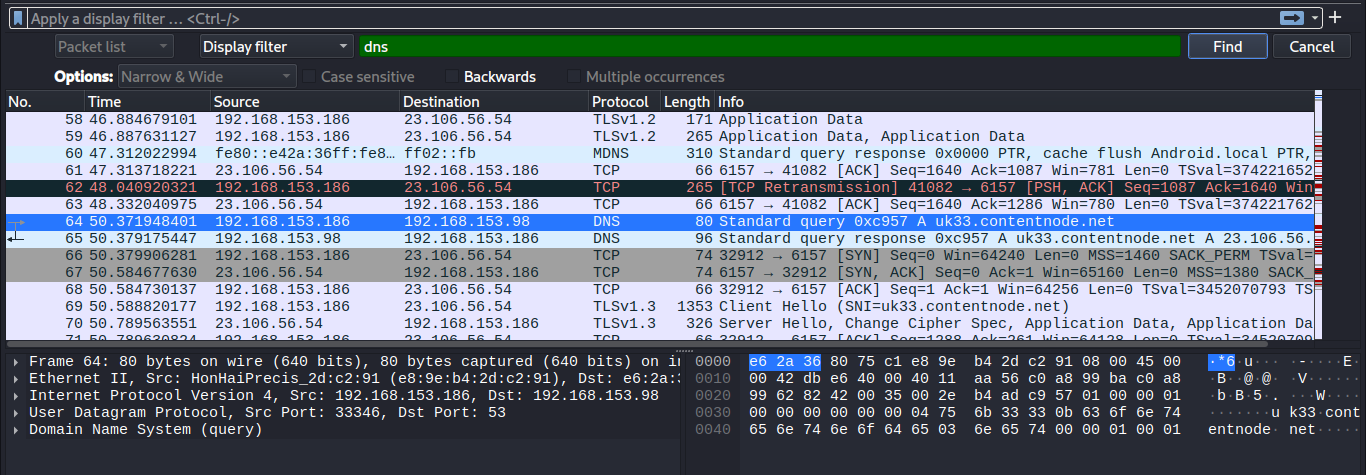 Apply a display filter … <Ctrl-/>
Packet list Display filter dns Find Cancel
Options: Narrow & Wide Case sensitive Backwards Multiple occurrences
No. Time Source Destination Protocol Length Info
58 46.884679101 192.168.153.186 23.106.56.54 TLSv1.2 171 Application Data
59 46.887631127 192.168.153.186 23.106.56.54 TLSv1.2 265 Application Data, Application Data
60 47.312022994 fe80::e42a:36ff:fe8… ff02::fb MDNS 310 Standard query response 0x0000 PTR, cache flush Android.local PTR,
61 47.313718221 23.106.56.54 192.168.153.186 TCP 66 6157 → 41082 [ACK] Seq=1640 Ack=1087 Win=781 Len=0 TSval=374221652
62 48.040920321 192.168.153.186 23.106.56.54 TCP 265 [TCP Retransmission] 41082 → 6157 [PSH, ACK] Seq=1087 Ack=1640 Win
63 48.332040975 23.106.56.54 192.168.153.186 TCP 66 6157 → 41082 [ACK] Seq=1640 Ack=1286 Win=780 Len=0 TSval=374221762
64 50.371948401 192.168.153.186 192.168.153.98 DNS 80 Standard query 0xc957 A uk33.contentnode.net
65 50.379175447 192.168.153.98 192.168.153.186 DNS 96 Standard query response 0xc957 A uk33.contentnode.net A 23.106.56.
66 50.379906281 192.168.153.186 23.106.56.54 TCP 74 32912 → 6157 [SYN] Seq=0 Win=64240 Len=0 MSS=1460 SACK_PERM TSval=
67 50.584677630 23.106.56.54 192.168.153.186 TCP 74 6157 → 32912 [SYN, ACK] Seq=0 Ack=1 Win=65160 Len=0 MSS=1380 SACK_
68 50.584730137 192.168.153.186 23.106.56.54 TCP 66 32912 → 6157 [ACK] Seq=1 Ack=1 Win=64256 Len=0 TSval=3452070793 TS
69 50.588820177 192.168.153.186 23.106.56.54 TLSv1.3 1353 Client Hello (SNI=uk33.contentnode.net)
70 50.789563551 23.106.56.54 192.168.153.186 TLSv1.3 326 Server Hello, Change Cipher Spec, Application Data, Application Da
Frame 64: 80 bytes on wire (640 bits), 80 bytes captured (640 bits) on in
Ethernet II, Src: HonHaiPrecis_2d:c2:91 (e8:9e:b4:2d:c2:91), Dst: e6:2a:3
Internet Protocol Version 4, Src: 192.168.153.186, Dst: 192.168.153.98
User Datagram Protocol, Src Port: 33346, Dst Port: 53
Domain Name System (query)
0000 e6 2a 36 80 75 c1 e8 9e b4 2d c2 91 08 00 45 00 ·*6·u··· ·-····E·
0010 00 42 db e6 40 00 40 11 aa 56 c0 a8 99 ba c0 a8 ·B··@·@· ·V······
0020 99 62 82 42 00 35 00 2e b4 ad c9 57 01 00 00 01 ·b·B·5·. ···W····
0030 00 00 00 00 00 00 04 75 6b 33 33 0b 63 6f 6e 74 ·······u k33·cont
0040 65 6e 74 6e 6f 64 65 03 6e 65 74 00 00 01 00 01 entnode· net·····